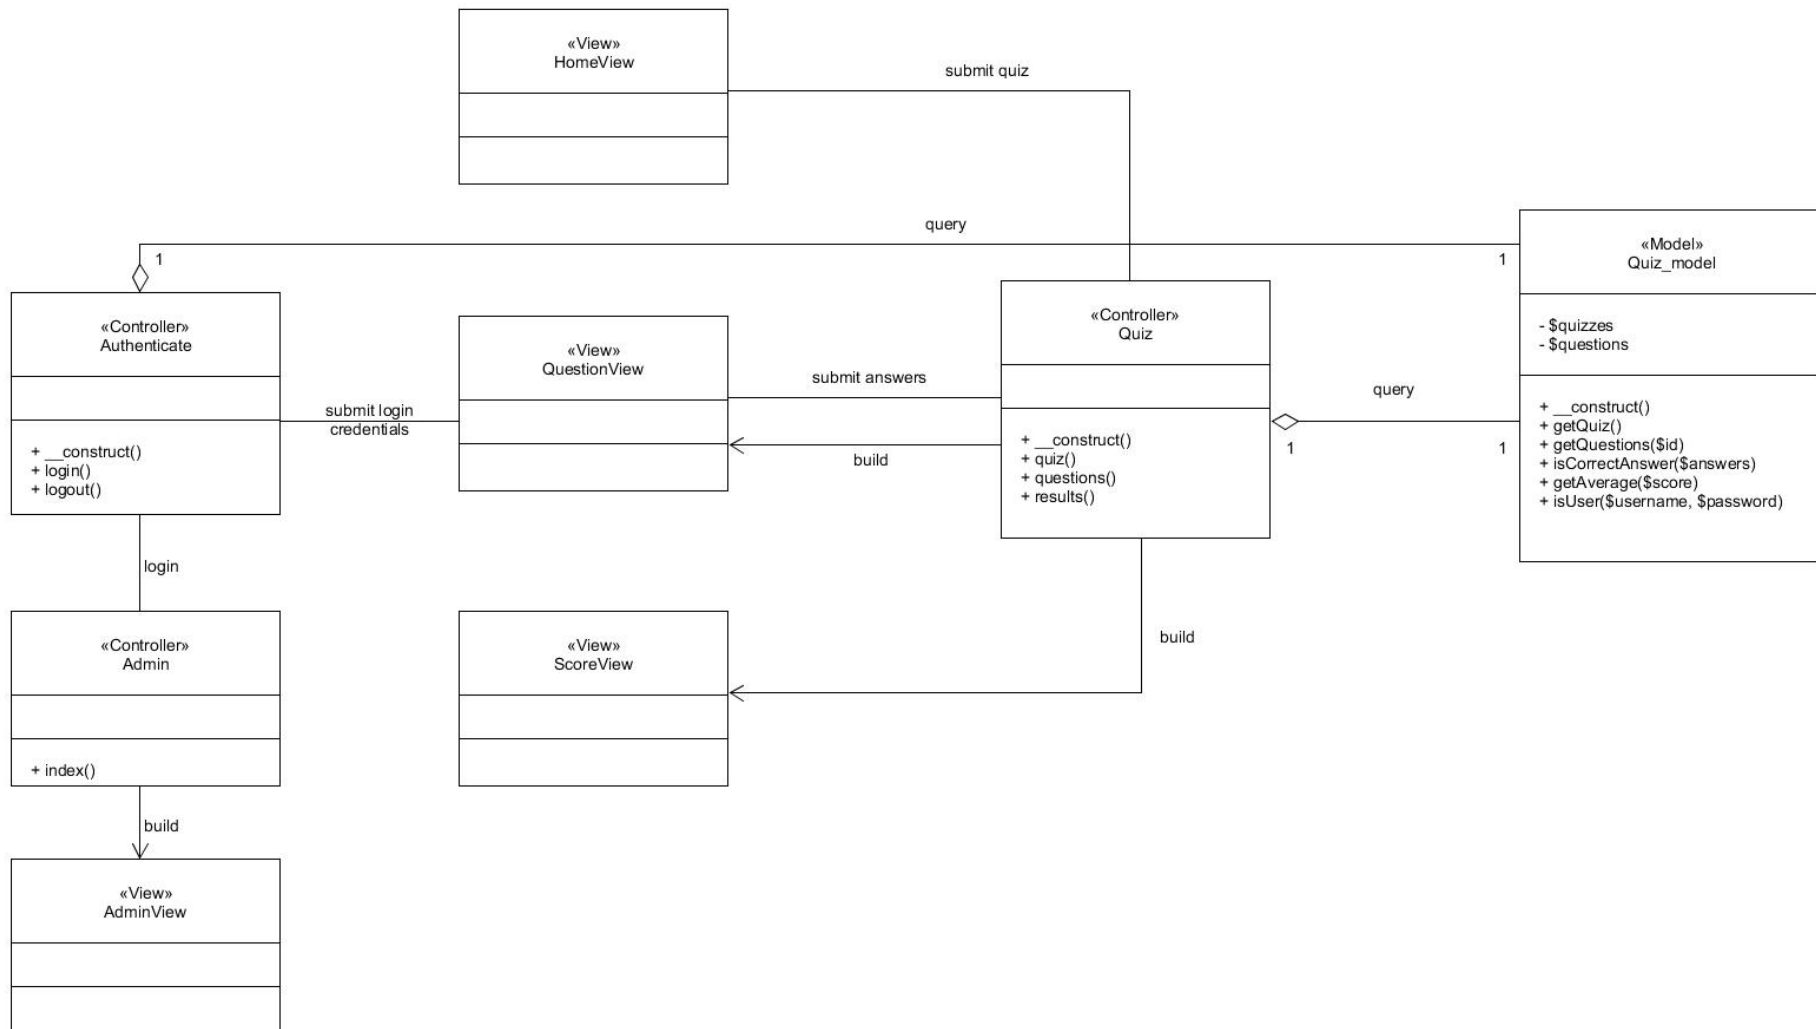 «View»
HomeView
submit quiz
query
1
1
«Model»
Quiz_model
- $quizzes
- $questions
+ __construct()
+ getQuiz()
+ getQuestions($id)
+ isCorrectAnswer($answers)
+ getAverage($score)
+ isUser($username, $password)
«Controller»
Authenticate
+ __construct()
+ login()
+ logout()
submit login
credentials
«View»
QuestionView
submit answers
build
«Controller»
Quiz
+ __construct()
+ quiz()
+ questions()
+ results()
query
1
1
login
«Controller»
Admin
+ index()
«View»
ScoreView
build
build
«View»
AdminView